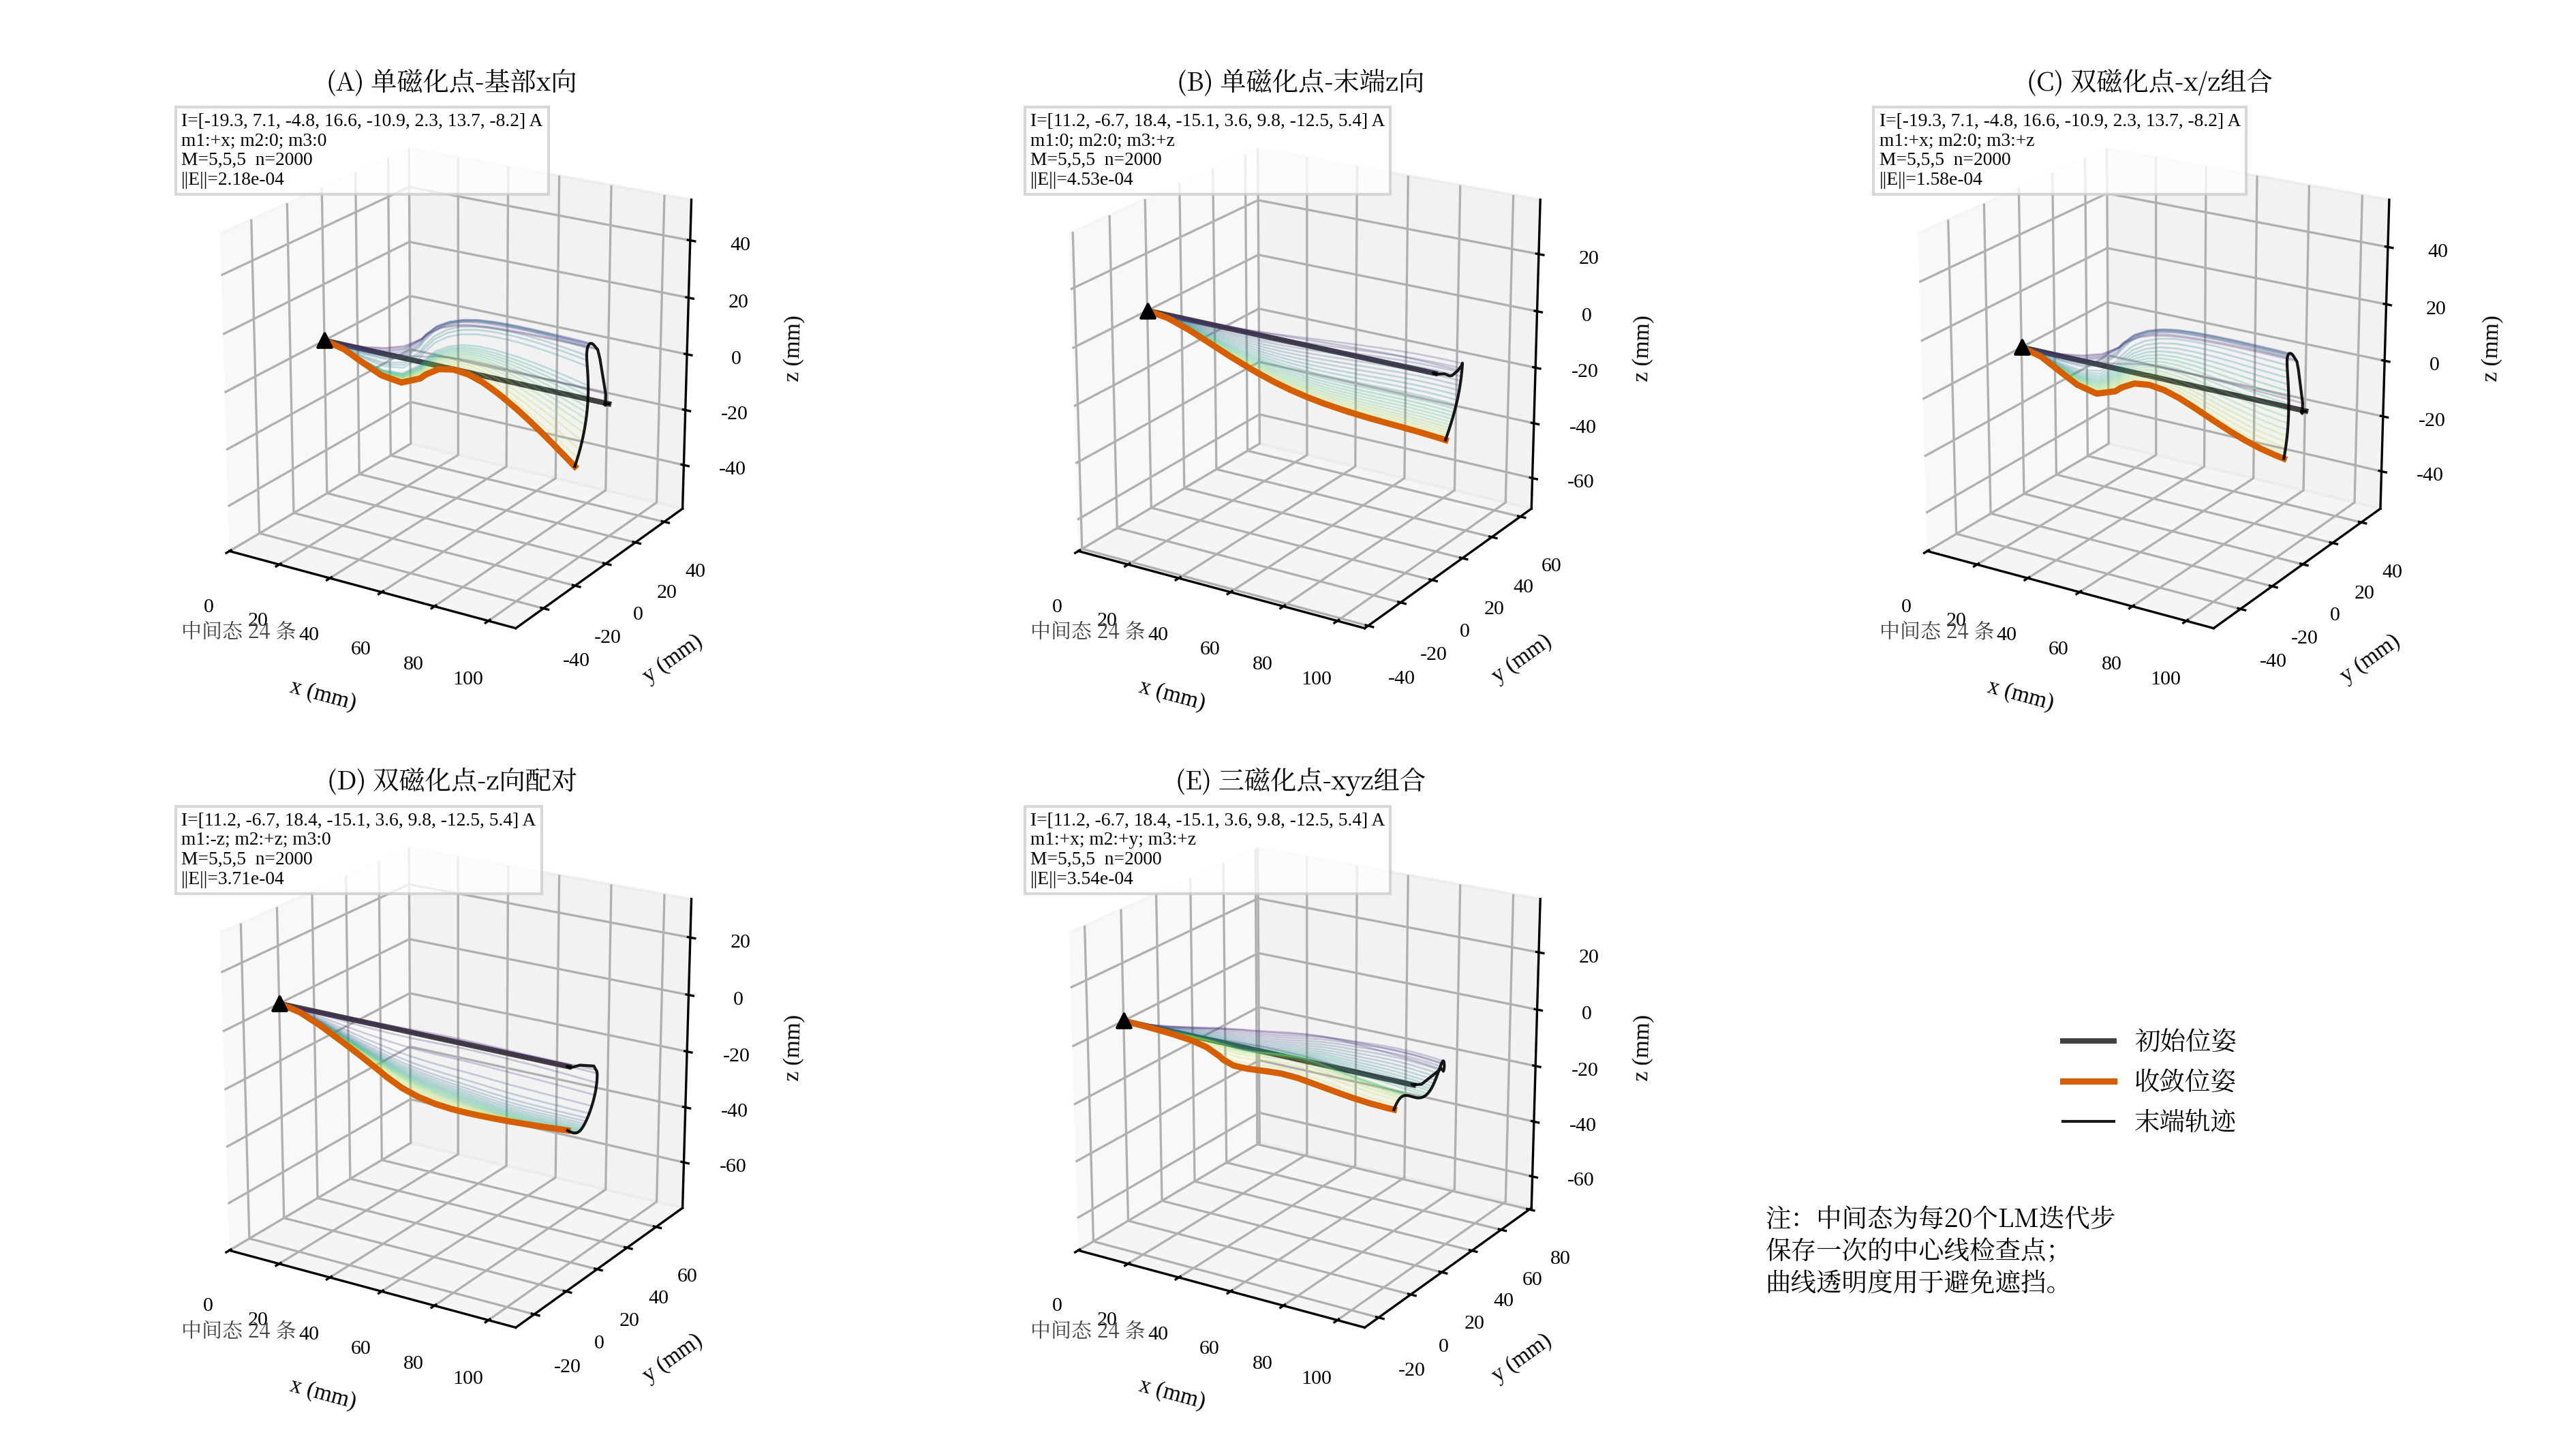 (A) 单磁化点-基部x向
I=[-19.3, 7.1, -4.8, 16.6, -10.9, 2.3, 13.7, -8.2] A
m1:+x; m2:0; m3:0
M=5,5,5 n=2000
||E||=2.18e-04
40
20
0
-20
-40
z (mm)
0
20
40
60
80
100
x (mm)
-40
-20
0
20
40
y (mm)
中间态 24 条
(B) 单磁化点-末端z向
I=[11.2, -6.7, 18.4, -15.1, 3.6, 9.8, -12.5, 5.4] A
m1:0; m2:0; m3:+z
M=5,5,5 n=2000
||E||=4.53e-04
20
0
-20
-40
-60
z (mm)
0
20
40
60
80
100
x (mm)
-40
-20
0
20
40
60
y (mm)
中间态 24 条
(C) 双磁化点-x/z组合
I=[-19.3, 7.1, -4.8, 16.6, -10.9, 2.3, 13.7, -8.2] A
m1:+x; m2:0; m3:+z
M=5,5,5 n=2000
||E||=1.58e-04
40
20
0
-20
-40
z (mm)
0
20
40
60
80
100
x (mm)
-40
-20
0
20
40
y (mm)
中间态 24 条
(D) 双磁化点-z向配对
I=[11.2, -6.7, 18.4, -15.1, 3.6, 9.8, -12.5, 5.4] A
m1:-z; m2:+z; m3:0
M=5,5,5 n=2000
||E||=3.71e-04
20
0
-20
-40
-60
z (mm)
0
20
40
60
80
100
x (mm)
-20
0
20
40
60
y (mm)
中间态 24 条
(E) 三磁化点-xyz组合
I=[11.2, -6.7, 18.4, -15.1, 3.6, 9.8, -12.5, 5.4] A
m1:+x; m2:+y; m3:+z
M=5,5,5 n=2000
||E||=3.54e-04
20
0
-20
-40
-60
z (mm)
0
20
40
60
80
100
x (mm)
-20
0
20
40
60
80
y (mm)
中间态 24 条
初始位姿
收敛位姿
末端轨迹
注：中间态为每20个LM迭代步
保存一次的中心线检查点；
曲线透明度用于避免遮挡。